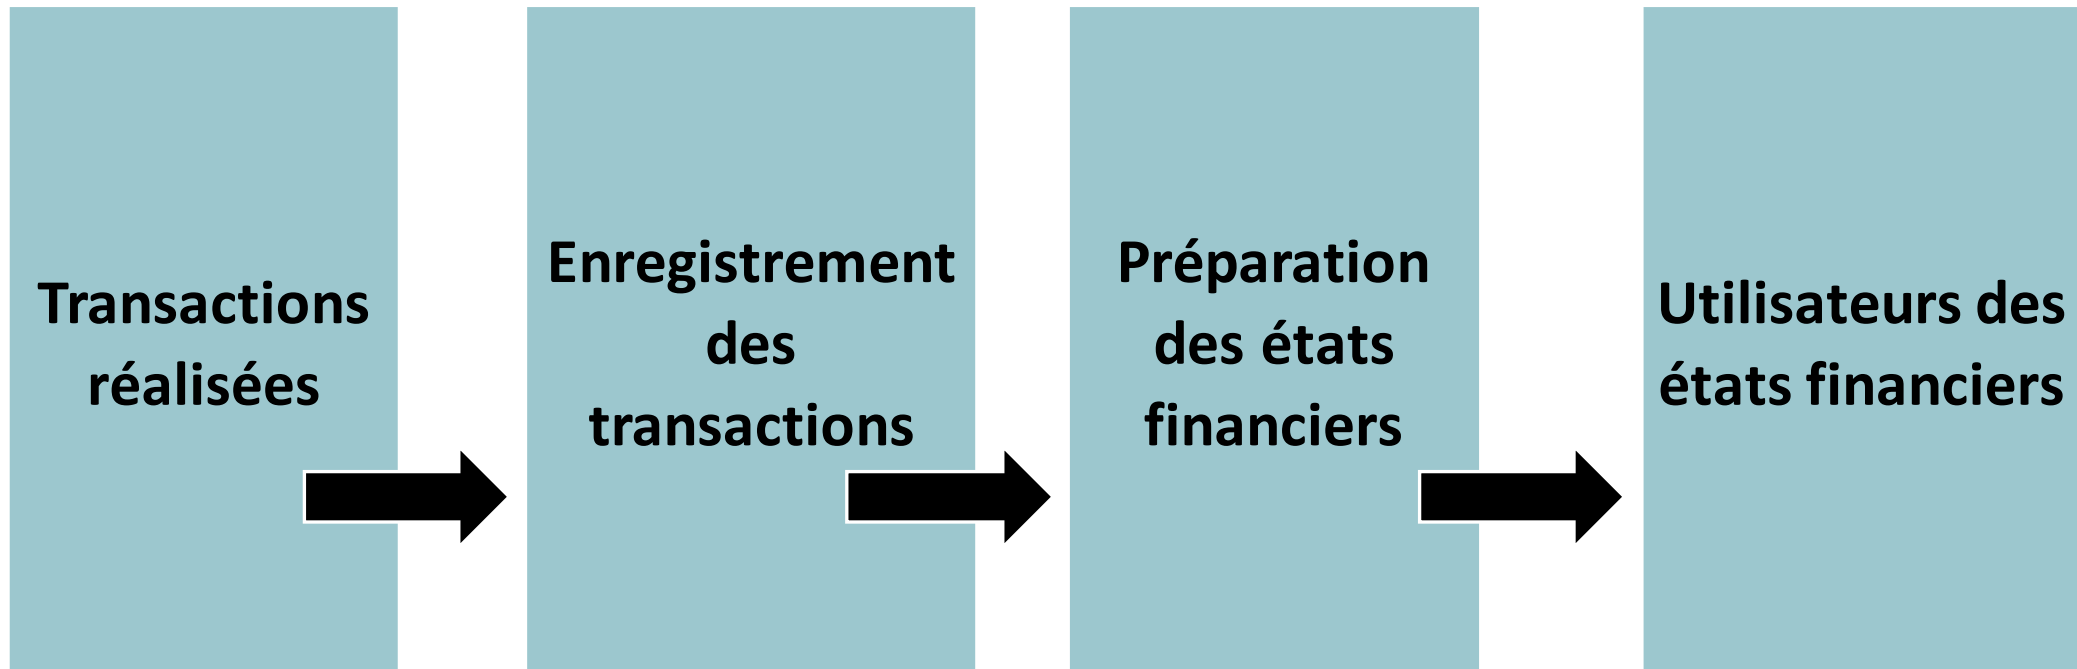 Transactions
réalisées
Enregistrement
des
transactions
Préparation
des états
financiers
Utilisateurs des
états financiers